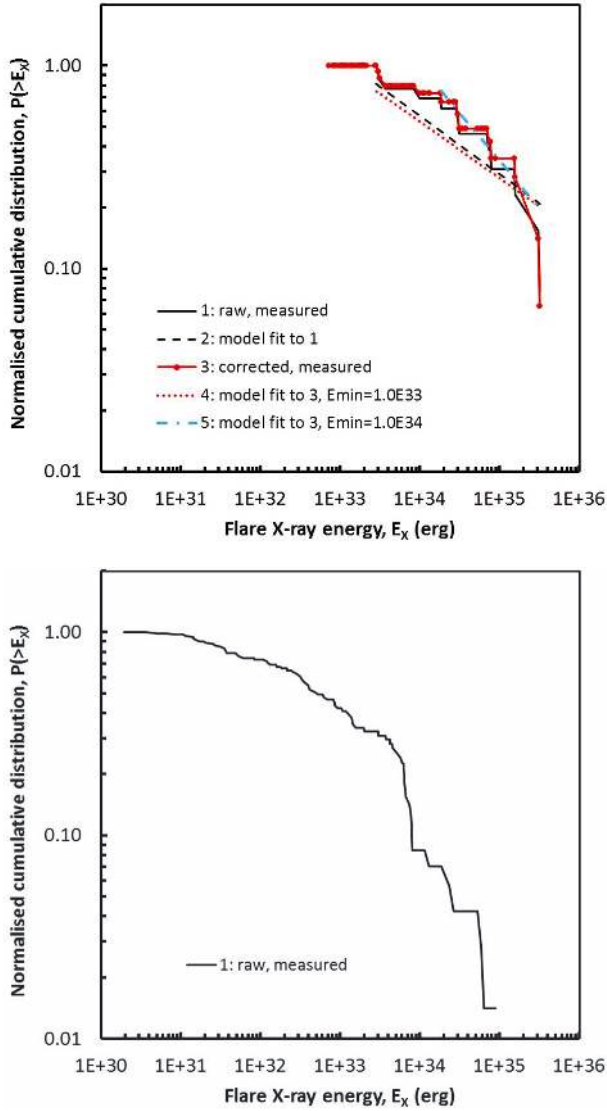 Normalised cumulative distribution, P(>E_X)
1.00
0.10
0.01
1: raw, measured
2: model fit to 1
3: corrected, measured
4: model fit to 3, Emin=1.0E33
5: model fit to 3, Emin=1.0E34
1E+30 1E+31 1E+32 1E+33 1E+34 1E+35 1E+36
Flare X-ray energy, E_X (erg)
Normalised cumulative distribution, P(>E_X)
1.00
0.10
0.01
1: raw, measured
1E+30 1E+31 1E+32 1E+33 1E+34 1E+35 1E+36
Flare X-ray energy, E_X (erg)